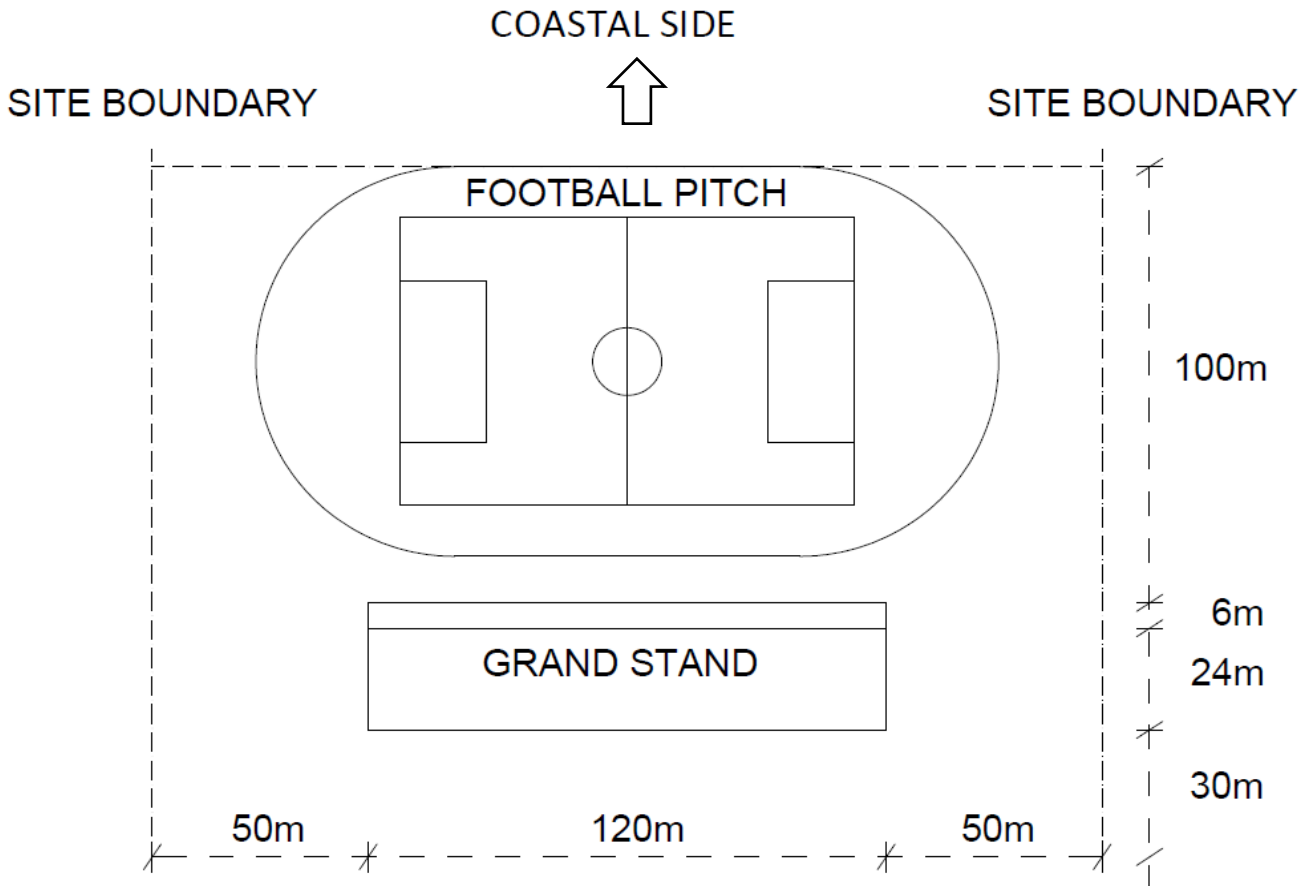 COASTAL SIDE
SITE BOUNDARY
SITE BOUNDARY
FOOTBALL PITCH
100m
6m
GRAND STAND
24m
30m
50m
120m
50m